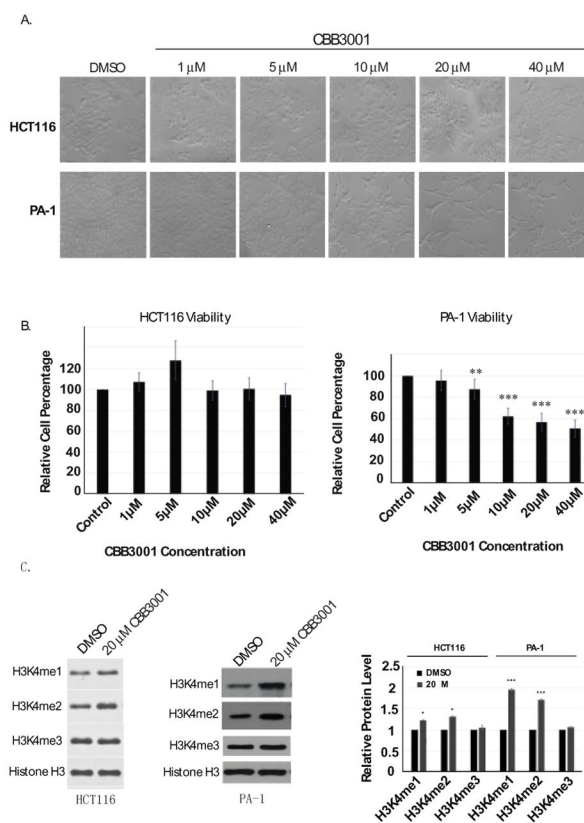 A.
CBB3001
DMSO 1 µM 5 µM 10 µM 20 µM 40 µM
HCT116
PA-1
B.
HCT116 Viability
Relative Cell Percentage
120
100
80
60
40
20
0
Control 1µM 5µM 10µM 20µM 40µM
CBB3001 Concentration
PA-1 Viability
Relative Cell Percentage
100
80
60
40
20
0
** *** *** ***
Control 1µM 5µM 10µM 20µM 40µM
CBB3001 Concentration
C.
DMSO 20 µM CBB3001
H3K4me1
H3K4me2
H3K4me3
Histone H3
HCT116
DMSO 20 µM CBB3001
H3K4me1
H3K4me2
H3K4me3
Histone H3
PA-1
HCT116 PA-1
Relative Protein Level
2.5
2
1.5
1
0.5
0
DMSO
20 M
* * *** ***
H3K4me1 H3K4me2 H3K4me3 H3K4me1 H3K4me2 H3K4me3